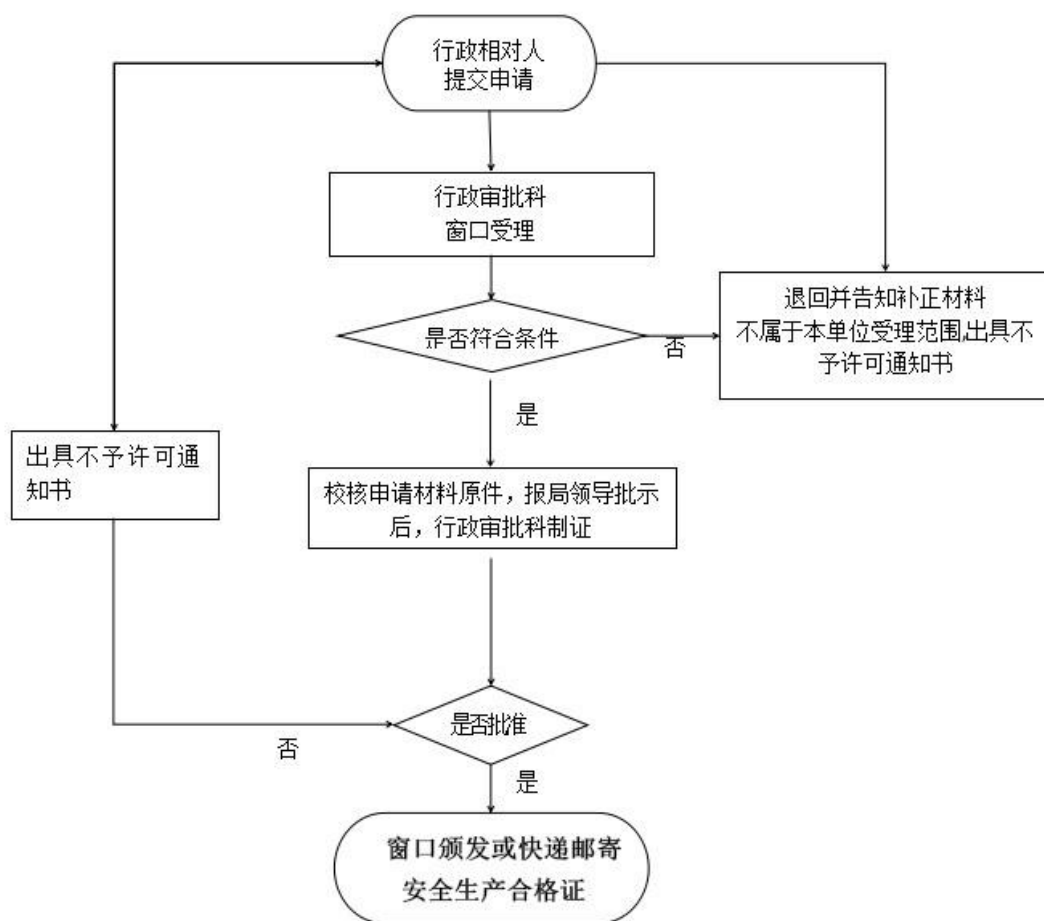 行政相对人
提交申请
行政审批科
窗口受理
是否符合条件
否
退回并告知补正材料
不属于本单位受理范围,出具不
予许可通知书
是
出具不予许可通
知书
校核申请材料原件，报局领导批示
后，行政审批科制证
是否批准
否
是
窗口颁发或快递邮寄
安全生产合格证